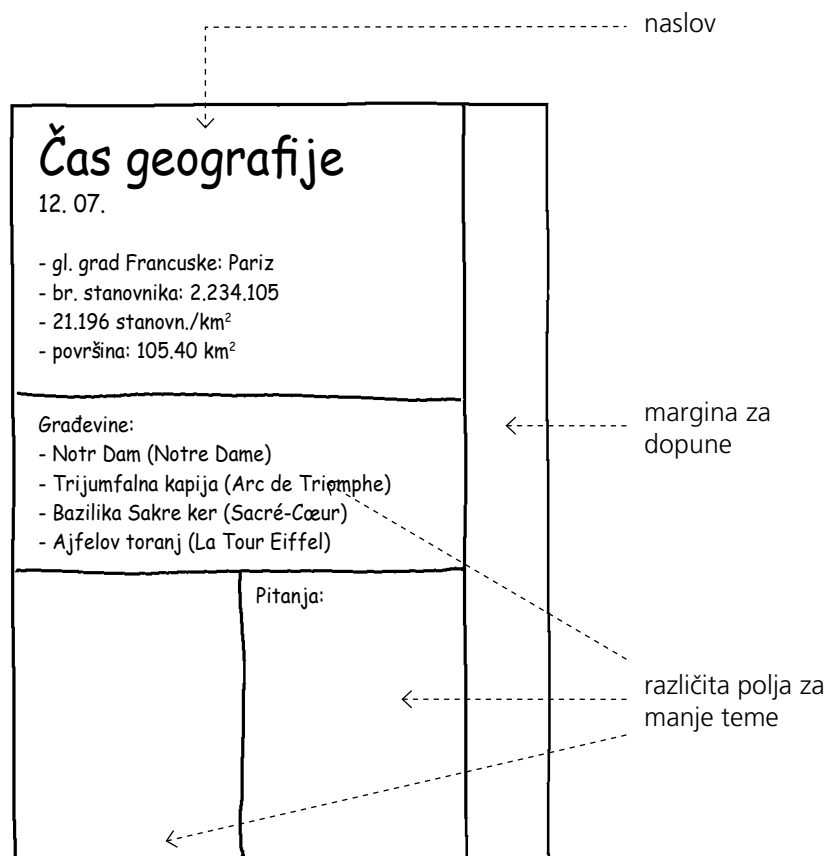 naslov
Čas geografije
12. 07.
- gl. grad Francuske: Pariz
- br. stanovnika: 2.234.105
- 21.196 stanovn./km²
- površina: 105.40 km²
margina za
dopune
Građevine:
- Notr Dam (Notre Dame)
- Trijumfalna kapija (Arc de Triomphe)
- Bazilika Sakre ker (Sacré-Cœur)
- Ajfelov toranj (La Tour Eiffel)
Pitanja:
različita polja za
manje teme